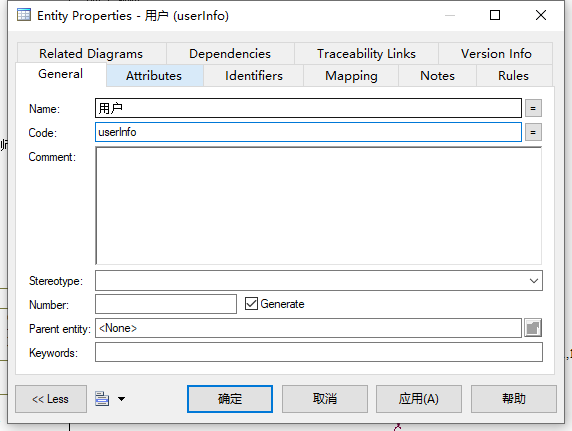 Entity Properties - 用户 (userInfo)
Related Diagrams Dependencies Traceability Links Version Info
General Attributes Identifiers Mapping Notes Rules
Name: 用户 =
Code: userInfo =
Comment:
Stereotype:
Number: Generate
Parent entity: <None>
Keywords:
<< Less 确定 取消 应用(A) 帮助